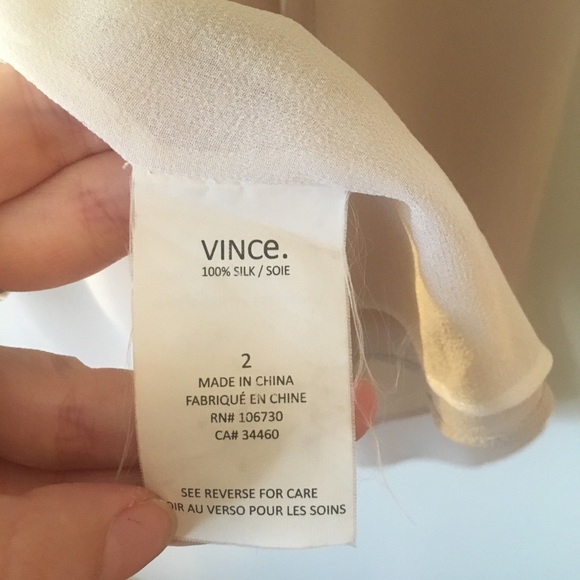 VINCe.
100% SILK / SOIE
2
MADE IN CHINA
FABRIQUÉ EN CHINE
RN# 106730
CA# 34460
SEE REVERSE FOR CARE
AU VERSO POUR LES SOINS